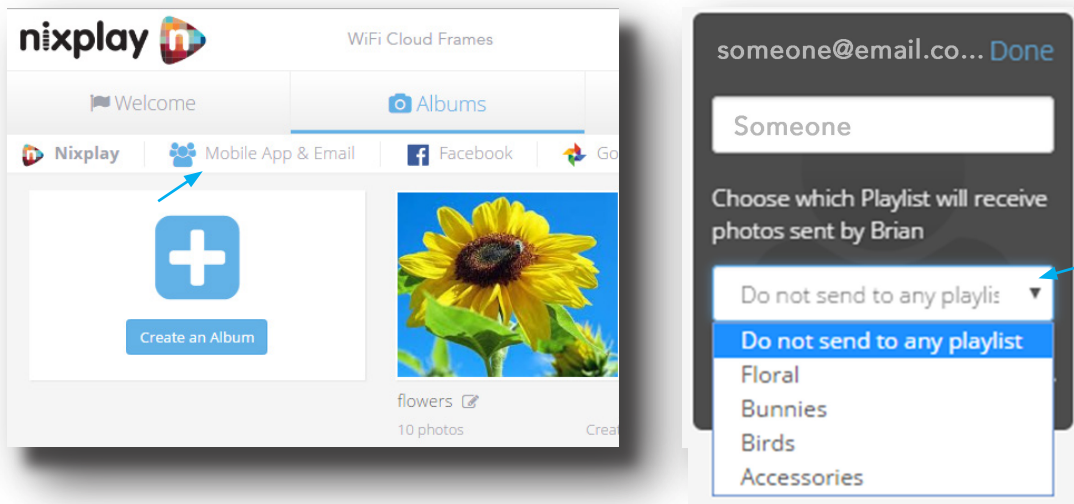 nixplay n
WiFi Cloud Frames
Welcome
Albums
n Nixplay
Mobile App & Email
f Facebook
Go
Create an Album
flowers
10 photos
Creat
someone@email.co... Done
Someone
Choose which Playlist will receive
photos sent by Brian
Do not send to any playlis
Do not send to any playlist
Floral
Bunnies
Birds
Accessories